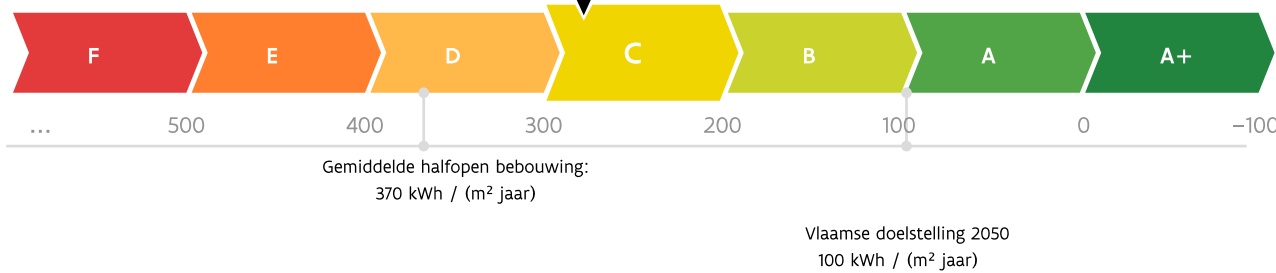 F E D C B A A+
... 500 400 300 200 100 0 −100
Gemiddelde halfopen bebouwing:
370 kWh / (m² jaar)
Vlaamse doelstelling 2050
100 kWh / (m² jaar)